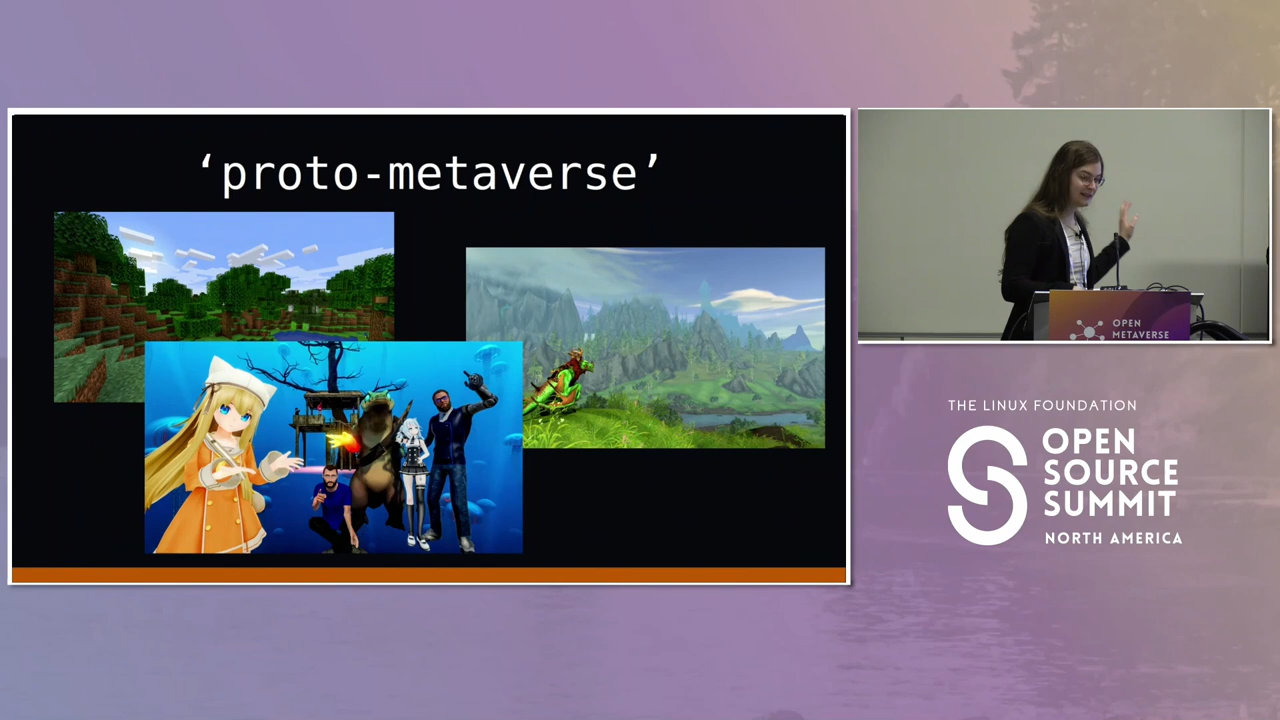 ‘proto-metaverse’
OPEN
METAVERSE
THE LINUX FOUNDATION
OPEN
SOURCE
SUMMIT
NORTH AMERICA